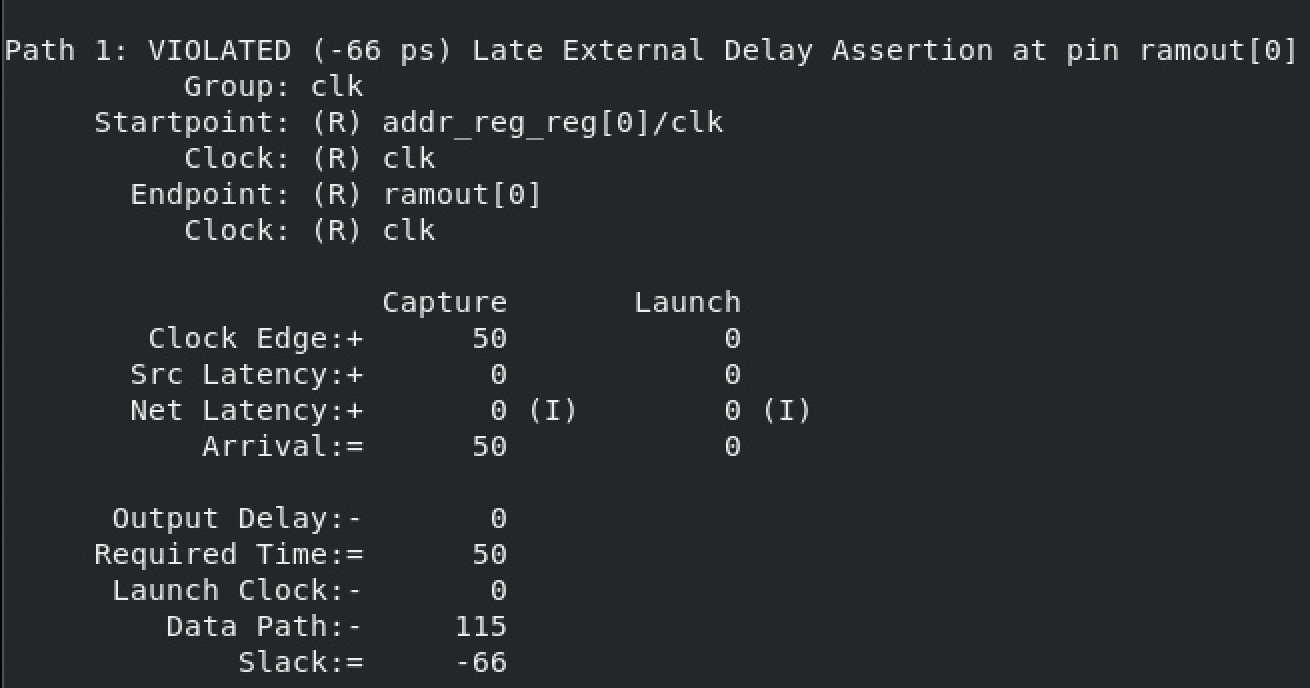 Path 1: VIOLATED (-66 ps) Late External Delay Assertion at pin ramout[0]
          Group: clk
     Startpoint: (R) addr_reg_reg[0]/clk
          Clock: (R) clk
       Endpoint: (R) ramout[0]
          Clock: (R) clk

                     Capture       Launch
        Clock Edge:+      50            0
       Src Latency:+       0            0
       Net Latency:+       0 (I)        0 (I)
           Arrival:=      50            0

      Output Delay:-       0
     Required Time:=      50
      Launch Clock:-       0
         Data Path:-     115
             Slack:=     -66